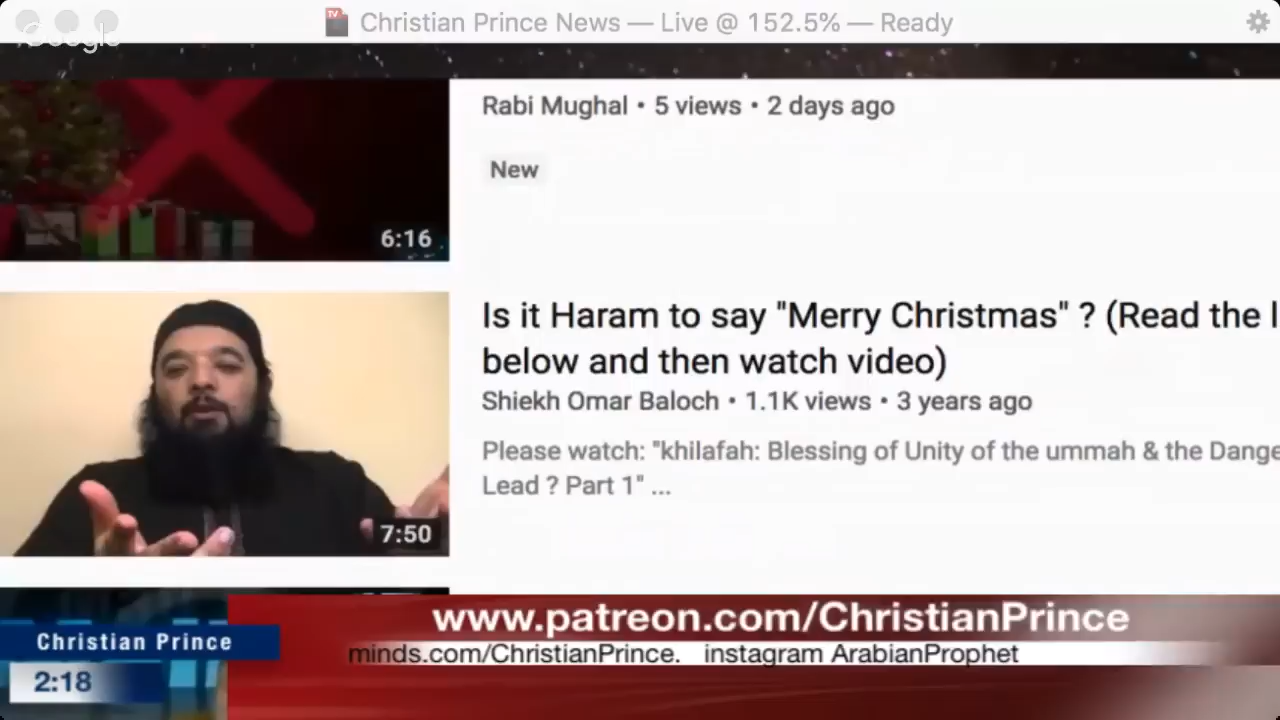 Christian Prince News — Live @ 152.5% — Ready
Google
Rabi Mughal • 5 views • 2 days ago
New
6:16
Is it Haram to say "Merry Christmas" ? (Read the l
below and then watch video)
Shiekh Omar Baloch • 1.1K views • 3 years ago
Please watch: "khilafah: Blessing of Unity of the ummah & the Dange
Lead ? Part 1" ...
7:50
www.patreon.com/ChristianPrince
Christian Prince
minds.com/ChristianPrince. instagram ArabianProphet
2:18